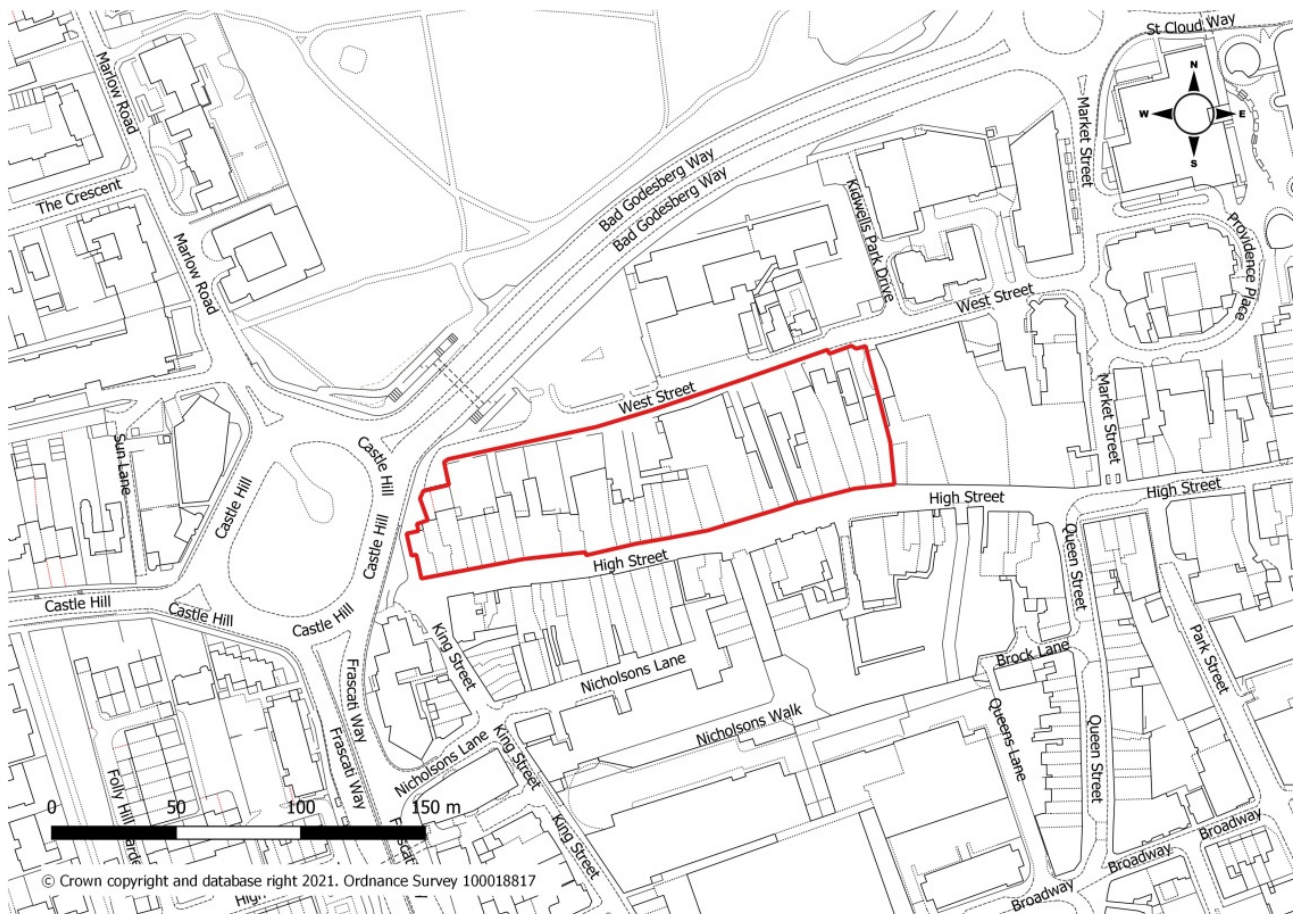 St Cloud Way
Marlow Road
N
W
E
S
Market Street
The Crescent
Bad Godesberg Way
Bad Godesberg Way
Kidwells Park Drive
Providence Place
Marlow Road
West Street
West Street
Market Street
Sun Lane
Castle Hill
Castle Hill
Castle Hill
High Street
High Street
High Street
Castle Hill
Castle Hill
Castle Hill
King Street
Queen Street
Park Street
Brock Lane
Nicholsons Lane
Frascati Way
Nicholsons Walk
Queens Lane
Queen Street
Nicholsons Lane
King Street
Frascati Way
Folly Hill
King Street
0 50 100 150 m
Broadway
Broadway
Broadway
© Crown copyright and database right 2021. Ordnance Survey 100018817
High